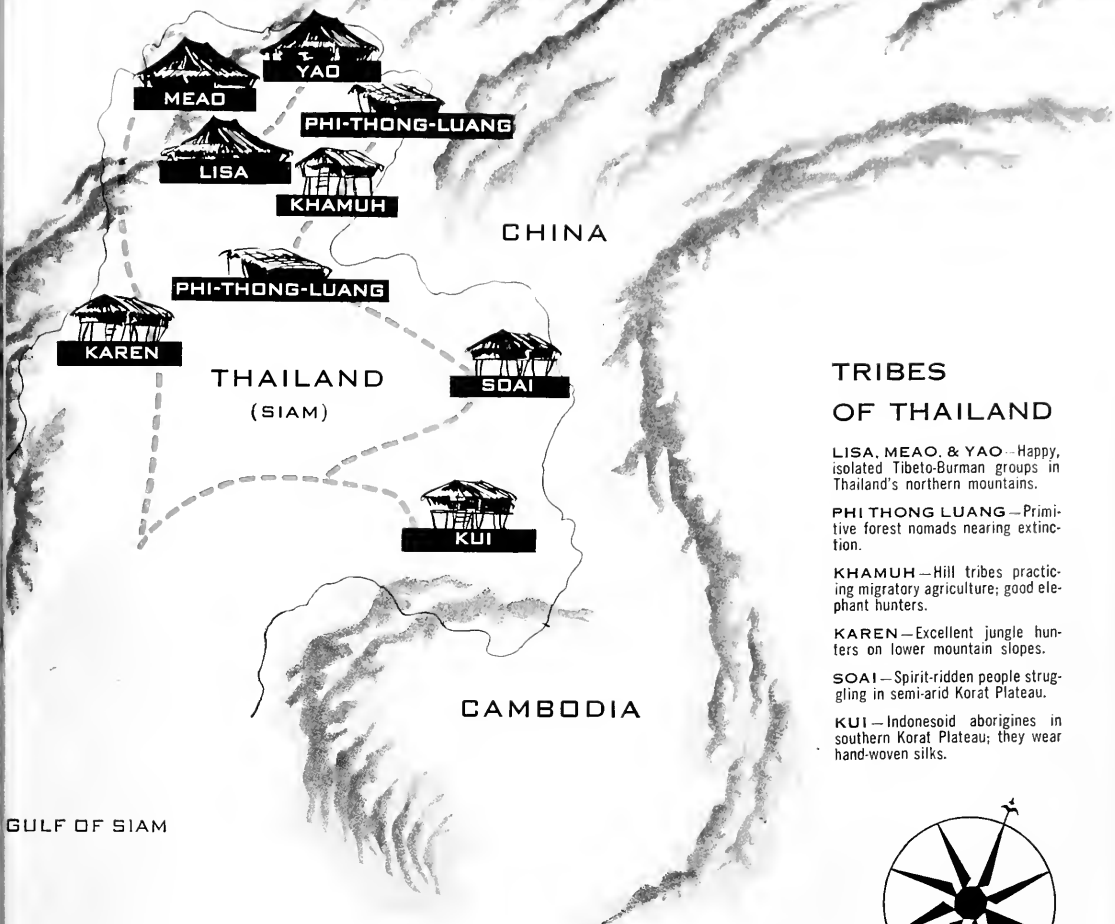 YAO
MEAO
PHI-THONG-LUANG
LISA
KHAMUH
CHINA
PHI-THONG-LUANG
KAREN
SOAI
THAILAND
(SIAM)
KUI
CAMBODIA
GULF OF SIAM
TRIBES
OF THAILAND
LISA, MEAO, & YAO—Happy,
isolated Tibeto-Burman groups in
Thailand's northern mountains.
PHI THONG LUANG—Primi-
tive forest nomads nearing extinc-
tion.
KHAMUH—Hill tribes practic-
ing migratory agriculture; good ele-
phant hunters.
KAREN—Excellent jungle hun-
ters on lower mountain slopes.
SOAI—Spirit-ridden people strug-
gling in semi-arid Korat Plateau.
KUI—Indonesoid aborigines in
southern Korat Plateau; they wear
hand-woven silks.